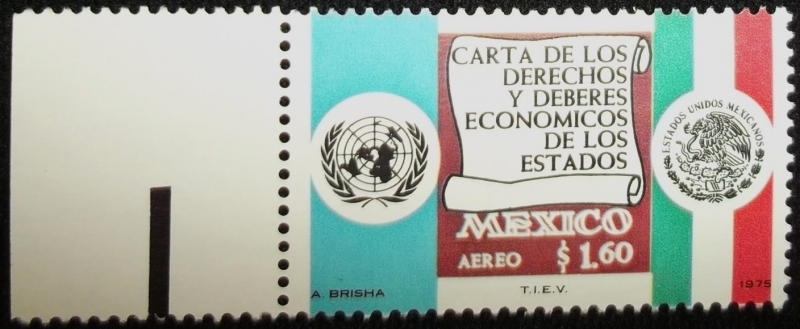 CARTA DE LOS
DERECHOS
Y DEBERES
ECONOMICOS
DE LOS
ESTADOS
ESTADOS UNIDOS MEXICANOS
MEXICO
AEREO $1.60
A. BRISHA
T.I.E.V.
1975